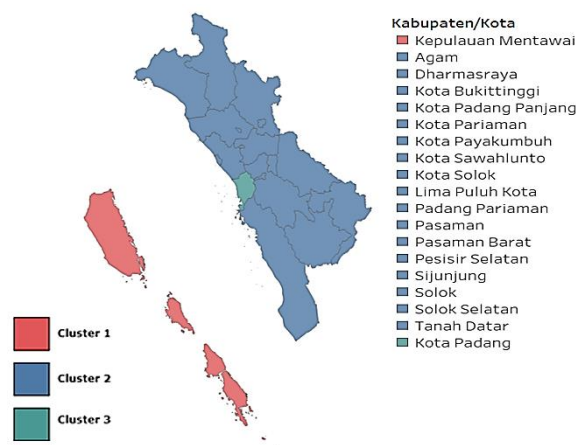 Kabupaten/Kota
Kepulauan Mentawai
Agam
Dharmasraya
Kota Bukittinggi
Kota Padang Panjang
Kota Pariaman
Kota Payakumbuh
Kota Sawahlunto
Kota Solok
Lima Puluh Kota
Padang Pariaman
Pasaman
Pasaman Barat
Pesisir Selatan
Sijunjung
Solok
Solok Selatan
Tanah Datar
Kota Padang
Cluster 1
Cluster 2
Cluster 3